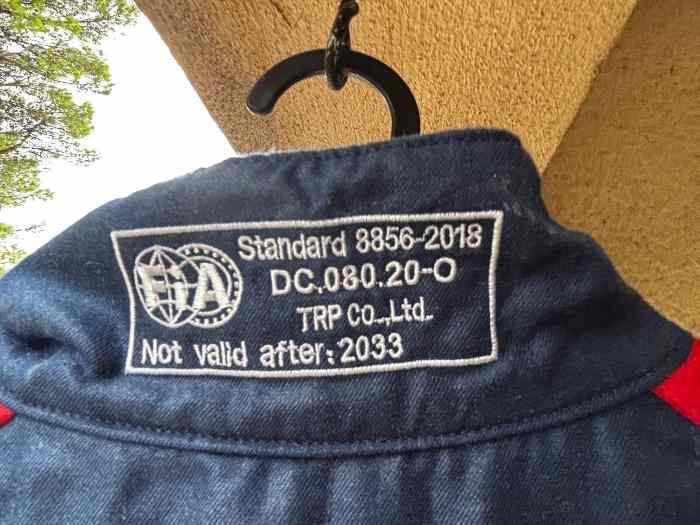 FiA
Standard 8856-2018
DC.080.20-O
TRP CO.,Ltd.
Not valid after: 2033